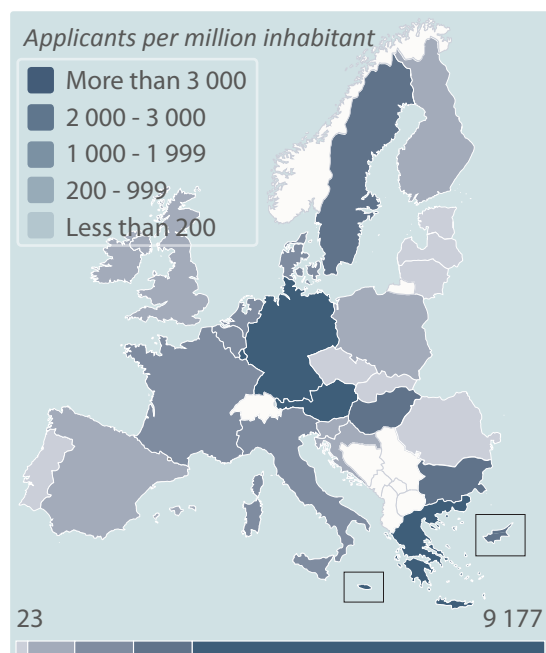 Applicants per million inhabitant
More than 3 000
2 000 - 3 000
1 000 - 1 999
200 - 999
Less than 200
23
9 177